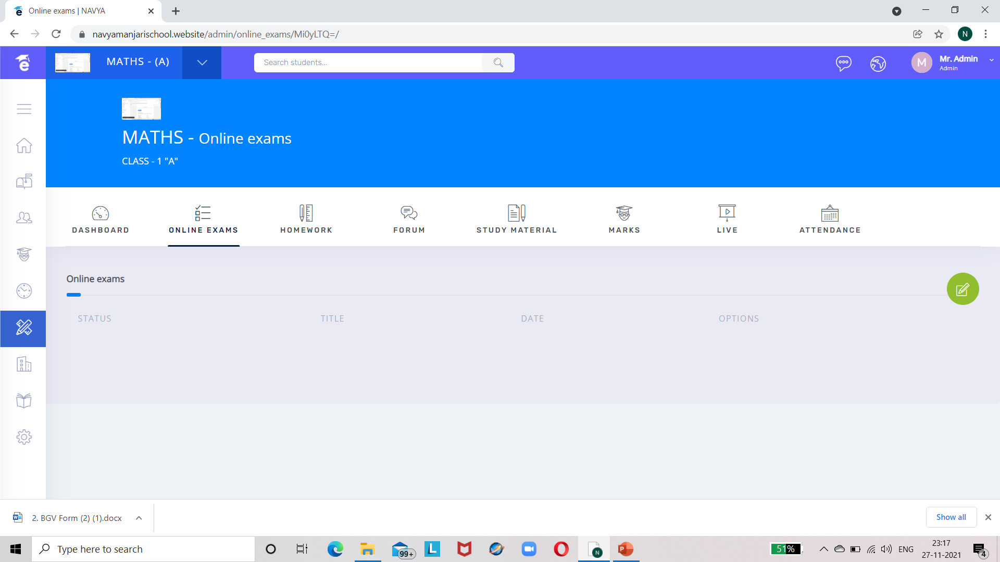 Online exams | NAVYA
navyamanjarischool.website/admin/online_exams/Mi0yLTQ=/
N
e
MATHS - (A)
Search students...
M
Mr. Admin
Admin
MATHS - Online exams
CLASS - 1 "A"
DASHBOARD
ONLINE EXAMS
HOMEWORK
FORUM
STUDY MATERIAL
MARKS
LIVE
ATTENDANCE
Online exams
STATUS TITLE DATE OPTIONS
2. BGV Form (2) (1).docx
Show all
Type here to search
99+
L
N
P
51%
ENG
23:17
27-11-2021
4